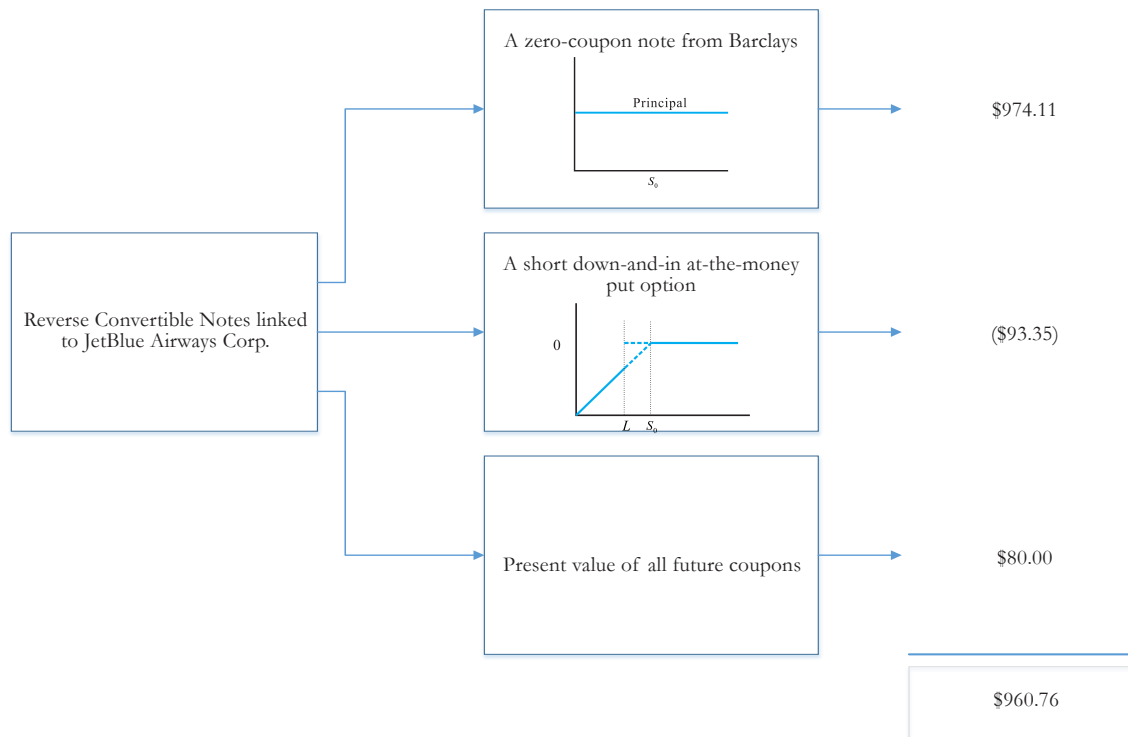 A zero-coupon note from Barclays
Principal
S₀
$974.11
Reverse Convertible Notes linked
to JetBlue Airways Corp.
A short down-and-in at-the-money
put option
0
L S₀
($93.35)
Present value of all future coupons
$80.00
$960.76